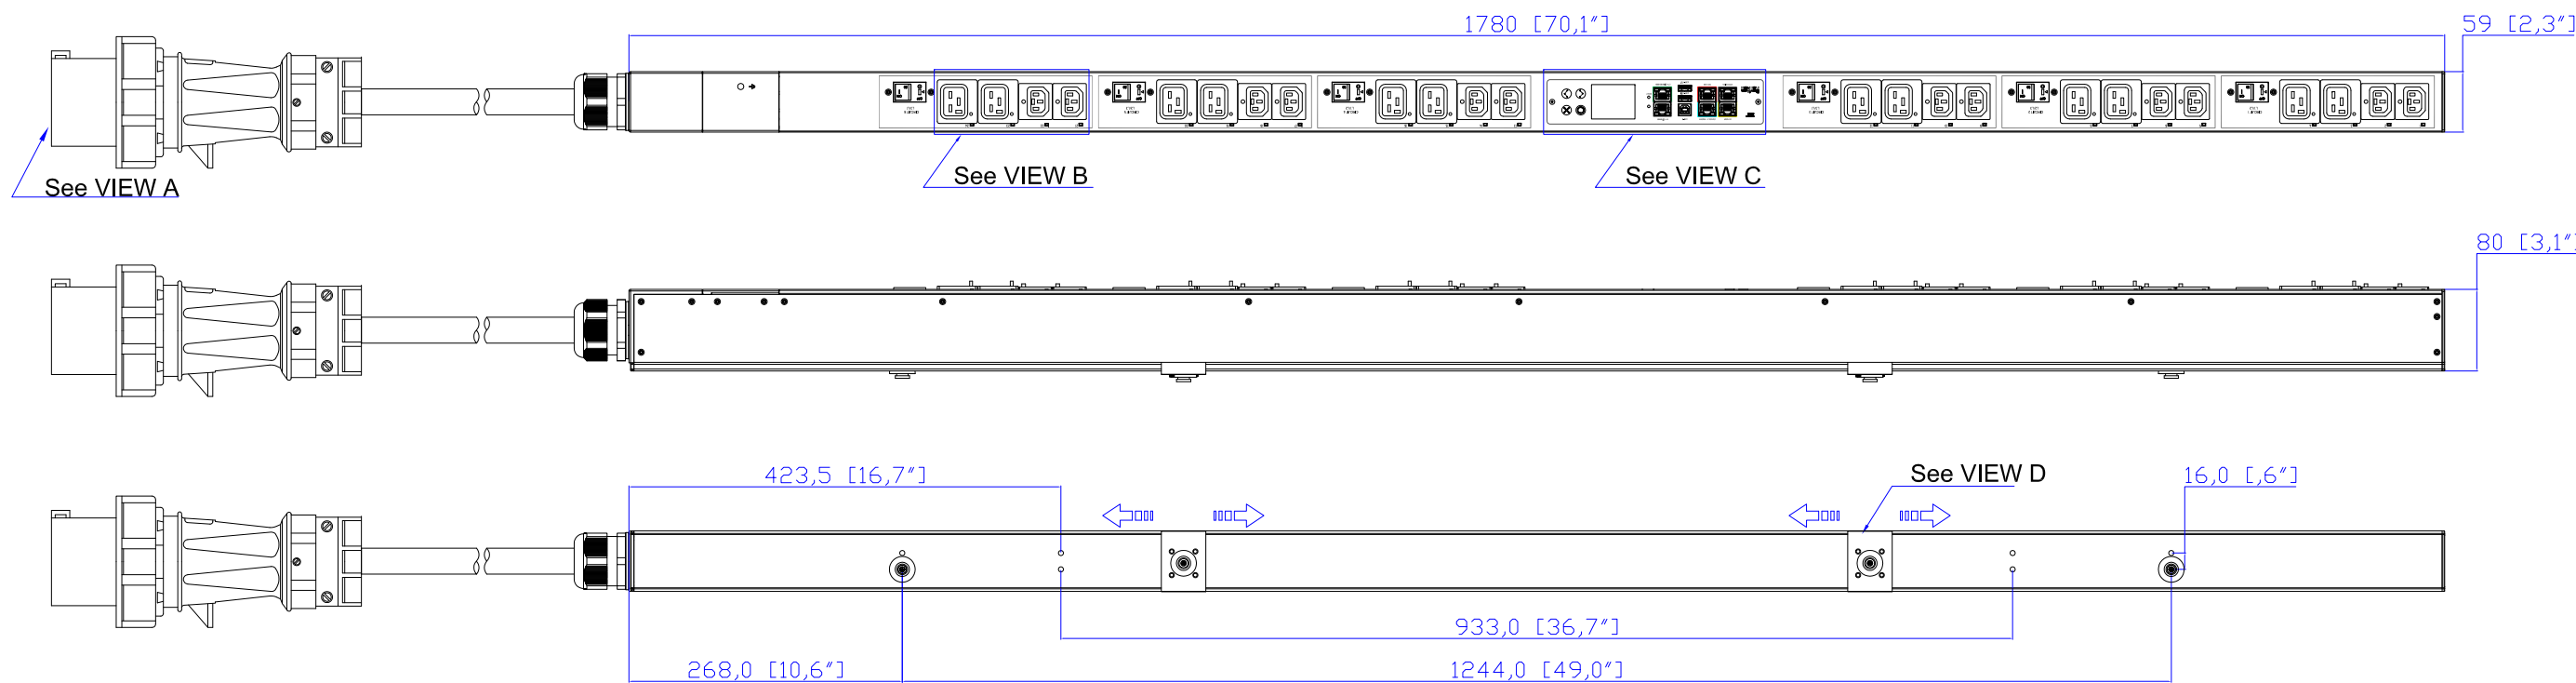 1780 [70,1"]
59 [2,3"]
See VIEW A
See VIEW B
See VIEW C
80 [3,1"]
423,5 [16,7"]
See VIEW D
16,0 [,6"]
933,0 [36,7"]
268,0 [10,6"]
1244,0 [49,0"]